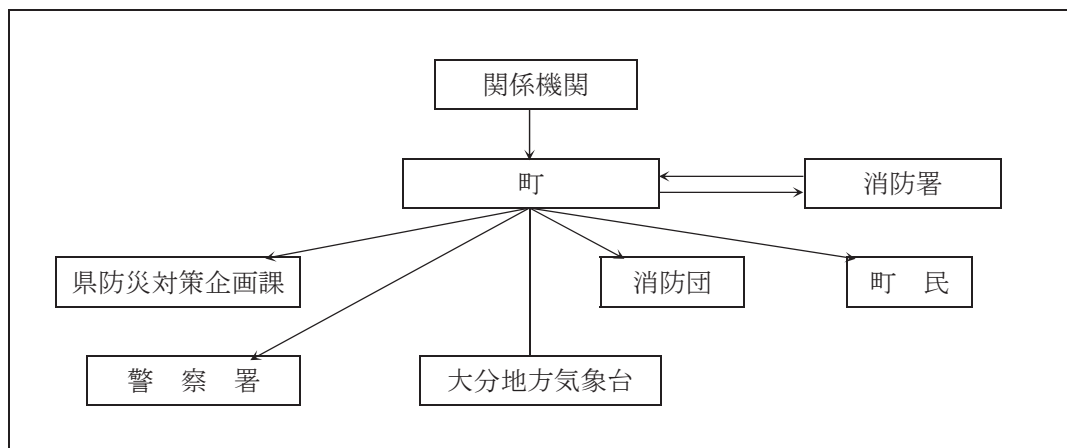 関係機関
町
消防署
県防災対策企画課
消防団
町　民
警　察　署
大分地方気象台